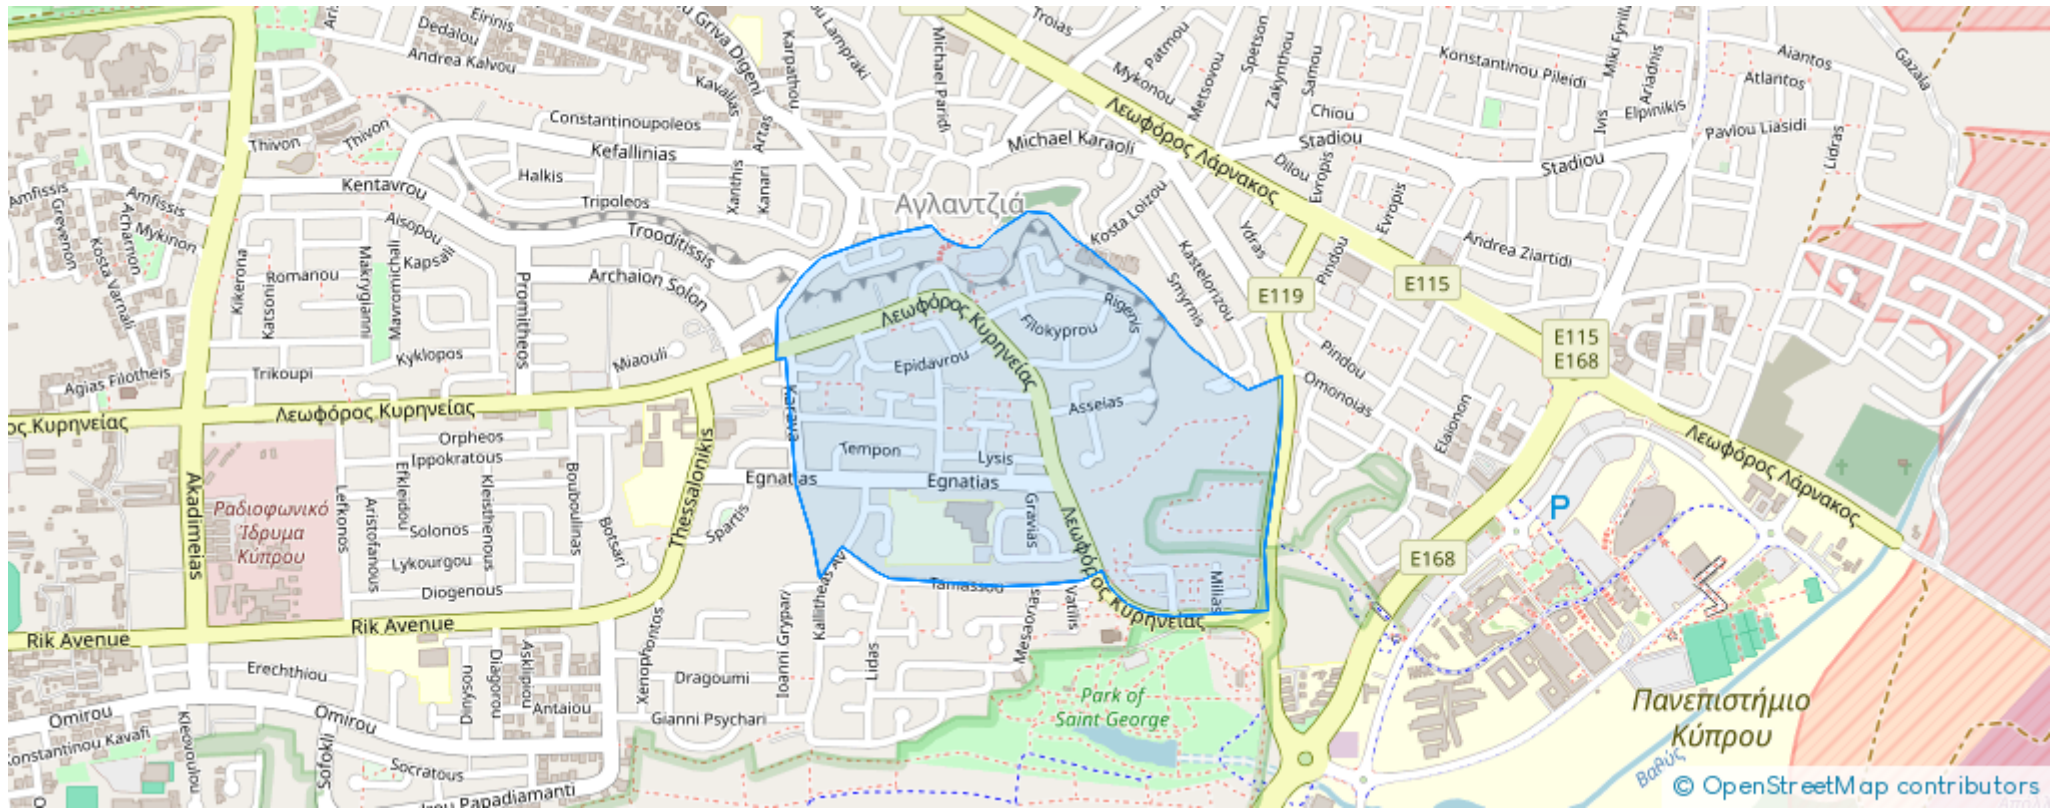 Eirinis
Dedalou
Andrea Kalvou
Griva Digeni
Karpathou
Lampraki
Michael Paridi
Troias
Patmou
Mykonou
Metsovou
Spetson
Zakynthou
Samou
Konstantinou Pileidi
Miki Fyrilla
Ariadnis
Aiantos
Atlantos
Gazala
Kavalias
Artas
Constantinoupoleos
Kefallinias
Thivon
Thivon
Michael Karaoli
Λεωφόρος Λάρνακος
Chiou
Stadiou
Stadiou
Ivis
Elpinikis
Pavlou Liasidi
Lidras
Dilou
Evropis
Evropis
Halkis
Tripoleos
Xanthis
Kanari
Kentavrou
Amfissis
Amfissis
Grevenon
Acharnon
Mykinon
Kosta Varnali
Αγλαντζιά
Kosta Loizou
Ydras
Pindou
Andrea Ziartidi
Aisopou
Kapsali
Trooditissis
Archaion Solon
Kastelorizou
Smyrnis
E119
E115
Kikerona
Romanou
Katsonis
Makrygianni
Mavromichali
Promitheos
Rigenis
Filokyprou
Λεωφόρος Κυρηνείας
Epidavrou
E115
E168
Pindou
Omonoias
Elaionon
Kyklopos
Miaouli
Trikoupi
Agias Filotheis
Λεωφόρος Κυρηνείας
ος Κυρηνείας
Karava
Asseias
Λεωφόρος Λάρνακος
Orpheos
Ippokratous
Tempon
Lysis
Egnatias
Egnatias
Thessalonikis
Akadimeias
Ραδιοφωνικό
Ίδρυμα
Κύπρου
Lefkonos
Aristofanous
Efkleidou
Kleisthenous
Bouboulinas
Botsari
Solonos
Lykourgou
Diogenous
Spartis
Gravias
Λεωφόρος Κυρηνείας
P
E168
Tamassou
Vatilis
Milias
Mesaorias
Kallitheas Av
Ioanni Grypari
Lidas
Rik Avenue
Rik Avenue
Erechthiou
Xenophontos
Dragoumi
Gianni Psychari
Park of
Saint George
Πανεπιστήμιο
Κύπρου
Βαθύς
Omirou
Omirou
Dionysou
Diagorou
Asklipiou
Antaiou
Constantinou Kavafi
Kleovoulou
Sofokli
Socratous
Papadiamanti
© OpenStreetMap contributors